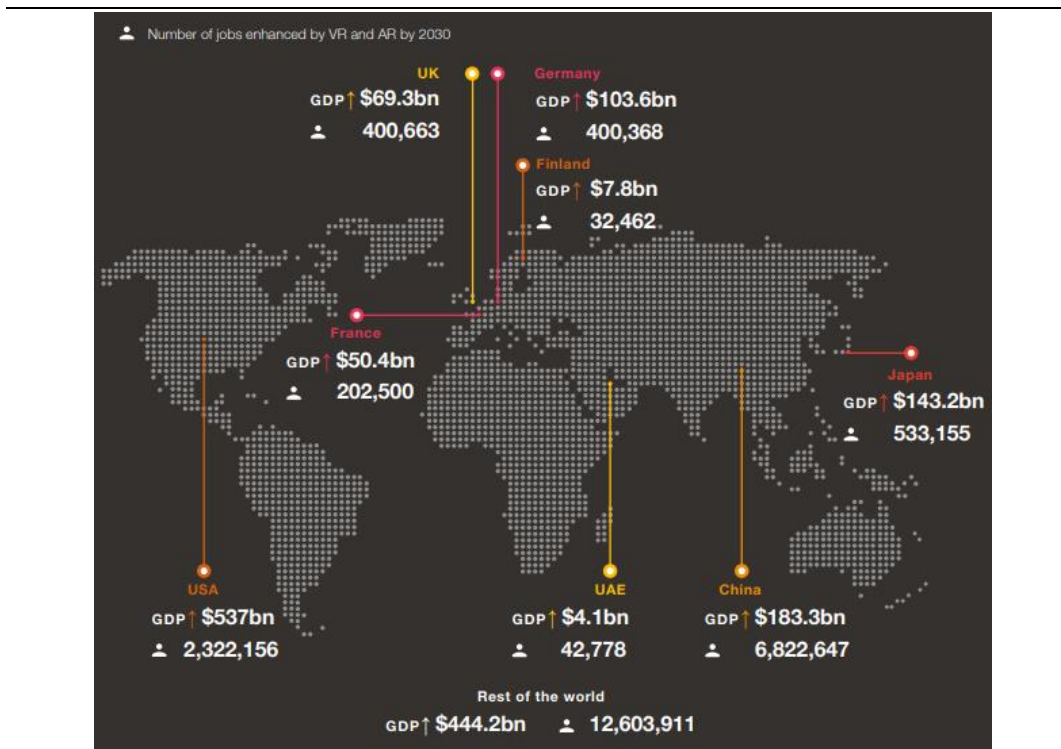 Number of jobs enhanced by VR and AR by 2030
UK
GDP↑ $69.3bn
400,663
Germany
GDP↑ $103.6bn
400,368
Finland
GDP↑ $7.8bn
32,462
France
GDP↑ $50.4bn
202,500
Japan
GDP↑ $143.2bn
533,155
USA
GDP↑ $537bn
2,322,156
UAE
GDP↑ $4.1bn
42,778
China
GDP↑ $183.3bn
6,822,647
Rest of the world
GDP↑ $444.2bn 12,603,911